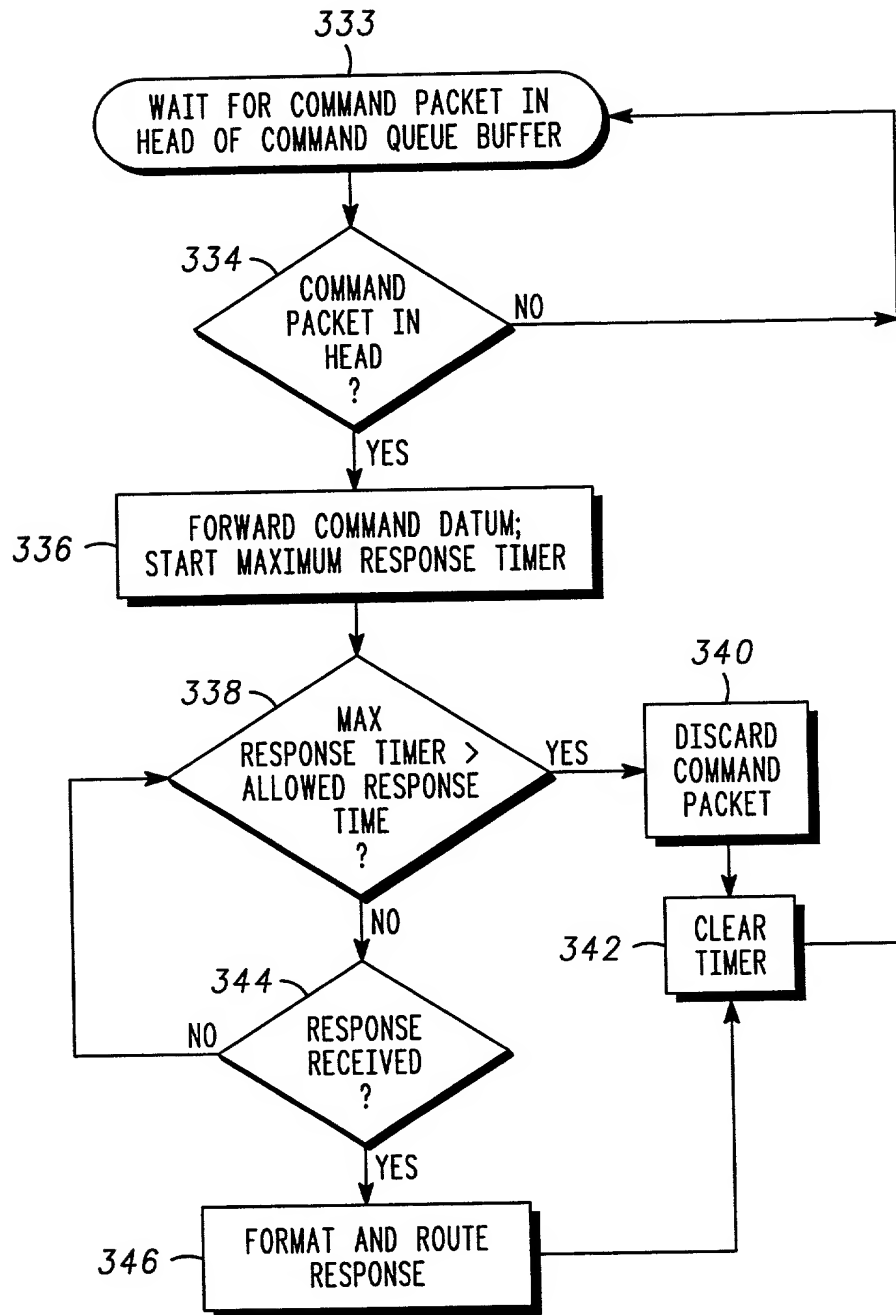 333
WAIT FOR COMMAND PACKET IN
HEAD OF COMMAND QUEUE BUFFER
334
COMMAND
PACKET IN
HEAD
?
NO
YES
336
FORWARD COMMAND DATUM;
START MAXIMUM RESPONSE TIMER
338
MAX
RESPONSE TIMER >
ALLOWED RESPONSE
TIME
?
YES
340
DISCARD
COMMAND
PACKET
NO
342
CLEAR
TIMER
344
NO
RESPONSE
RECEIVED
?
YES
346
FORMAT AND ROUTE
RESPONSE